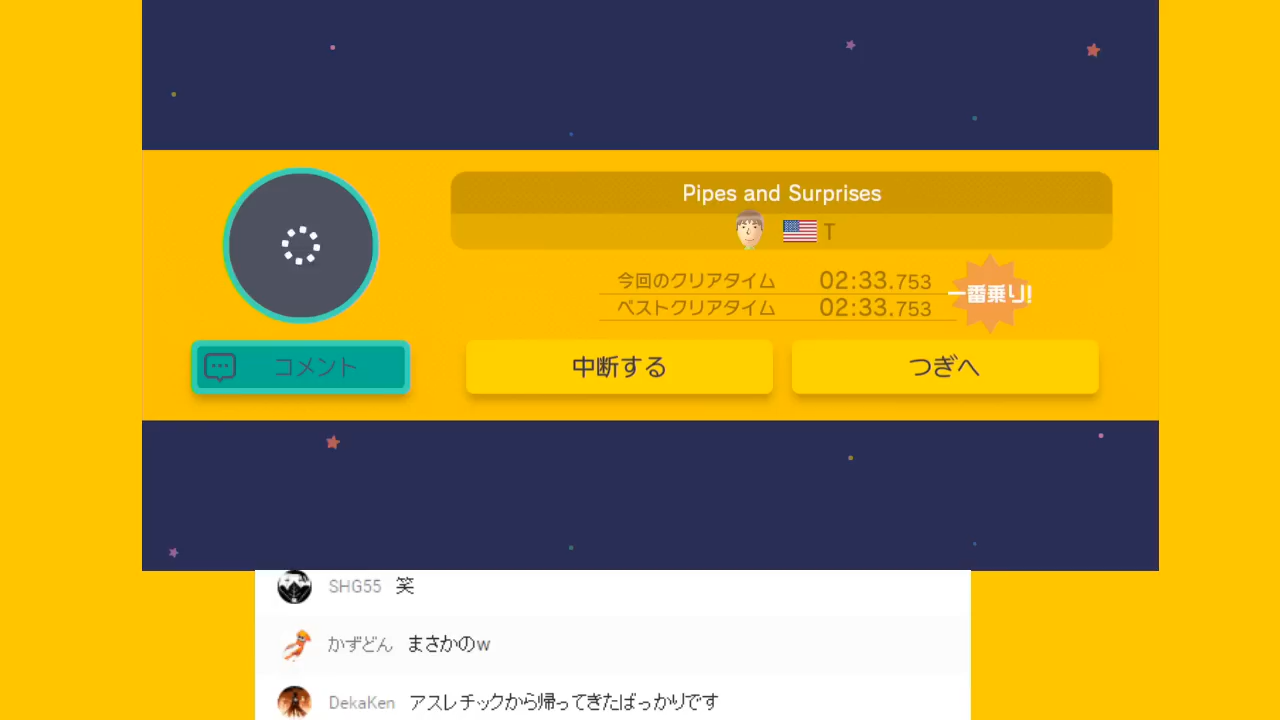 Pipes and Surprises
T
今回のクリアタイム 02:33.753
ベストクリアタイム 02:33.753
一番乗り!
コメント
中断する
つぎへ
SHG55 笑
かずどん まさかのw
DekaKen アスレチックから帰ってきたばっかりです